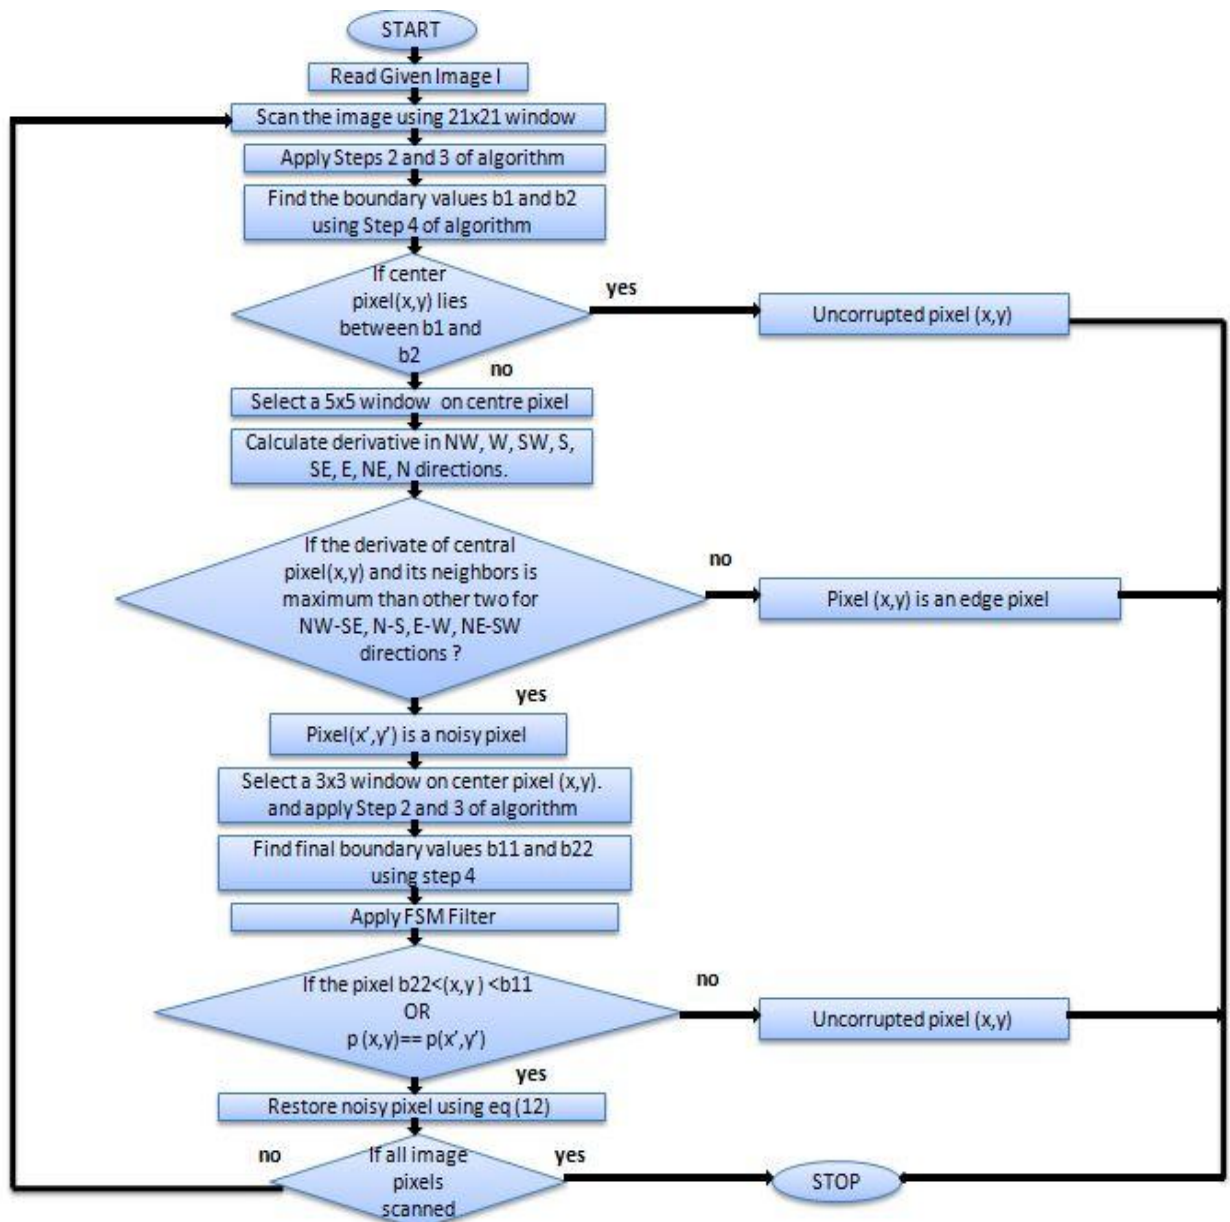 START
Read Given Image I
Scan the image using 21x21 window
Apply Steps 2 and 3 of algorithm
Find the boundary values b1 and b2
using Step 4 of algorithm
If center
pixel(x,y) lies
between b1 and
b2
yes
Uncorrupted pixel (x,y)
no
Select a 5x5 window on centre pixel
Calculate derivative in NW, W, SW, S,
SE, E, NE, N directions.
If the derivate of central
pixel(x,y) and its neighbors is
maximum than other two for
NW-SE, N-S, E-W, NE-SW
directions ?
no
Pixel (x,y) is an edge pixel
yes
Pixel(x’,y’) is a noisy pixel
Select a 3x3 window on center pixel (x,y).
and apply Step 2 and 3 of algorithm
Find final boundary values b11 and b22
using step 4
Apply FSM Filter
If the pixel b22<(x,y) <b11
OR
p (x,y)== p(x’,y’)
no
Uncorrupted pixel (x,y)
yes
Restore noisy pixel using eq (12)
no
If all image
pixels
scanned
yes
STOP